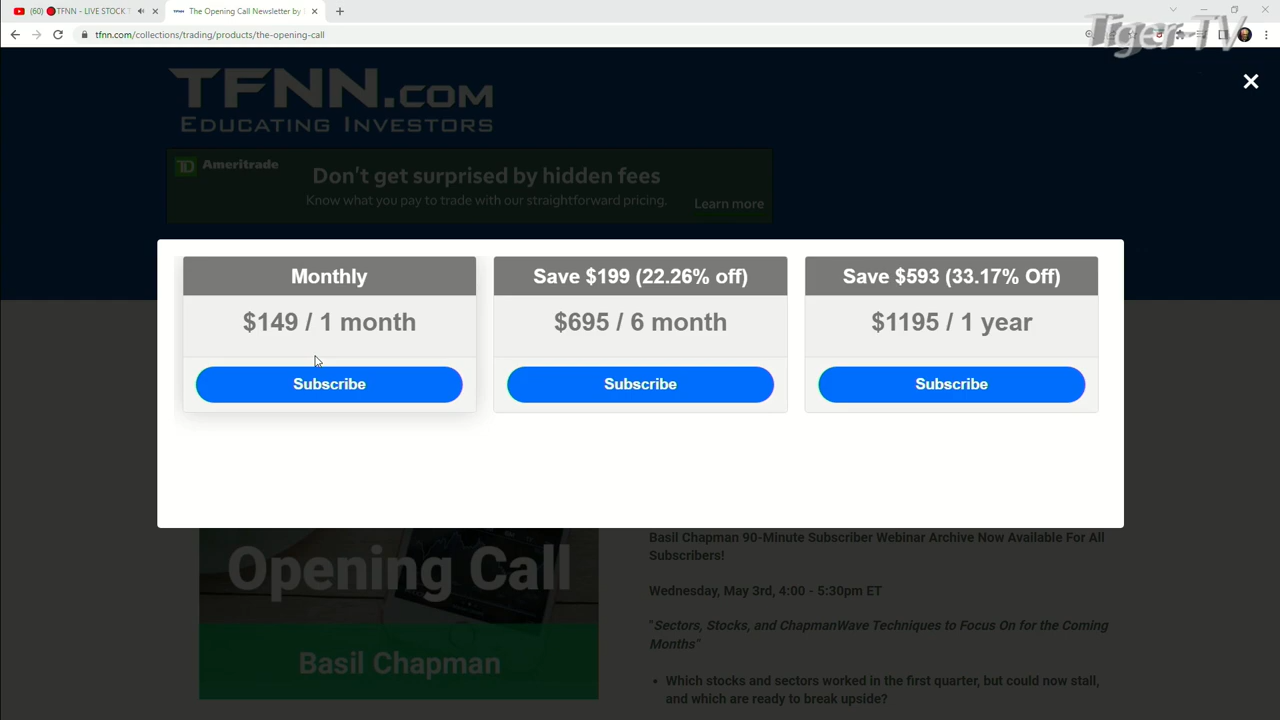 (60) 🔴TFNN - LIVE STOCK T
The Opening Call Newsletter by
tfnn.com/collections/trading/products/the-opening-call
Tiger TV
TFNN.com
Educating Investors
TD Ameritrade
Don't get surprised by hidden fees
Know what you pay to trade with our straightforward pricing.
Learn more
Monthly
$149 / 1 month
Subscribe
Save $199 (22.26% off)
$695 / 6 month
Subscribe
Save $593 (33.17% Off)
$1195 / 1 year
Subscribe
Opening Call
Basil Chapman
Basil Chapman 90-Minute Subscriber Webinar Archive Now Available For All
Subscribers!
Wednesday, May 3rd, 4:00 - 5:30pm ET
"Sectors, Stocks, and ChapmanWave Techniques to Focus On for the Coming
Months"
• Which stocks and sectors worked in the first quarter, but could now stall,
and which are ready to break upside?